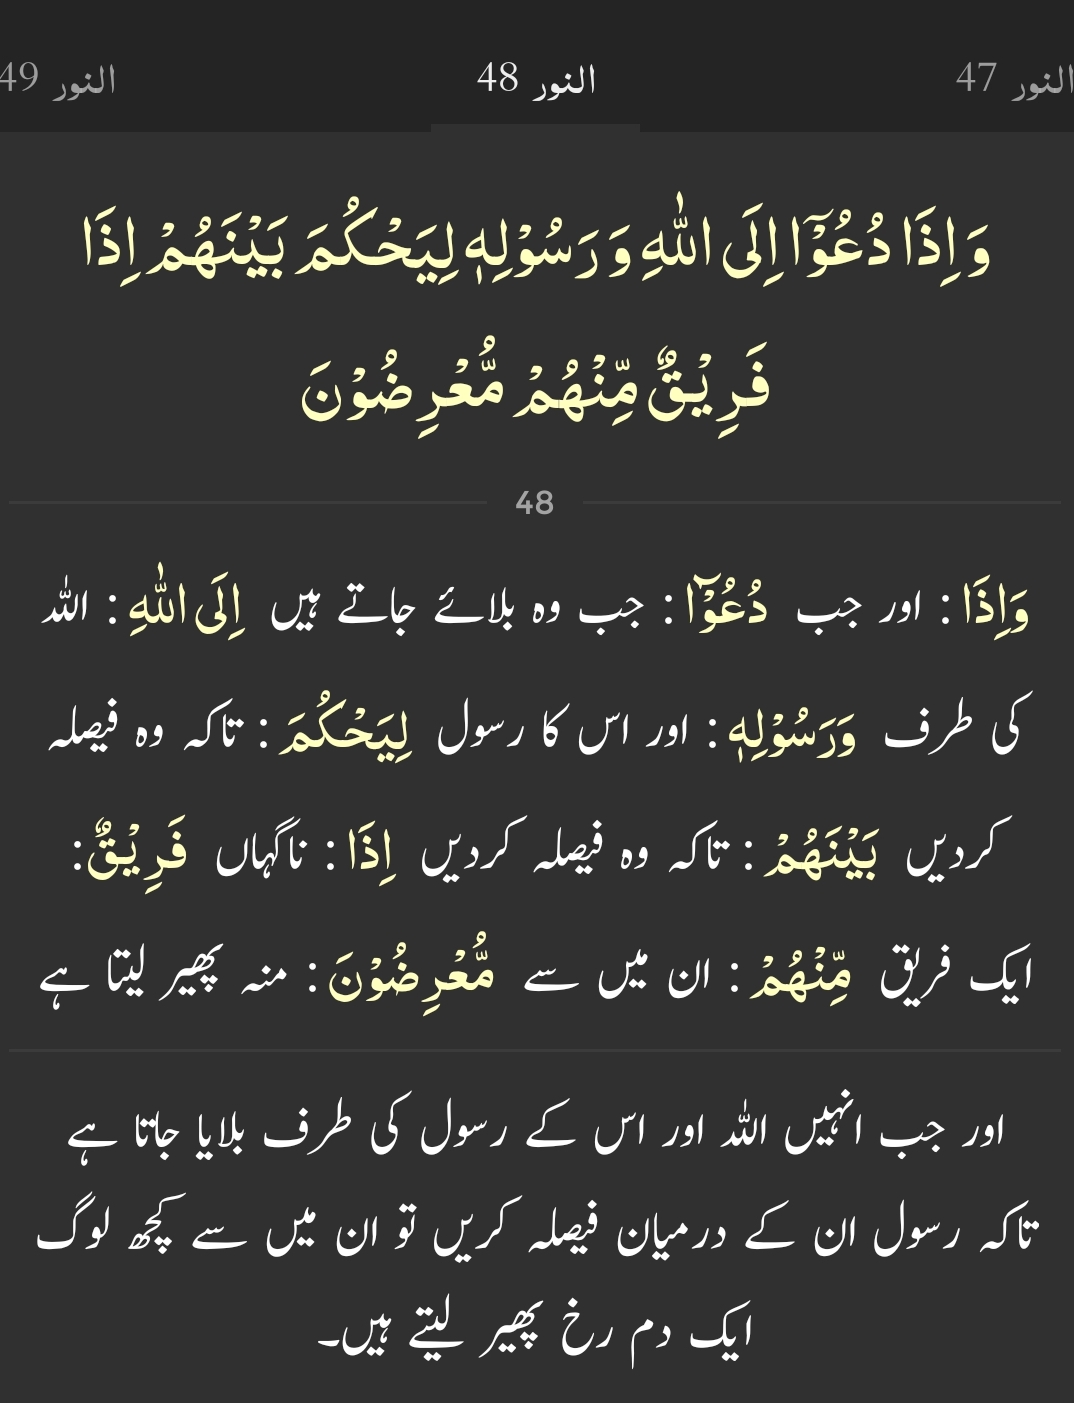 النور 47 النور 48 النور 49
وَ اِذَا دُعُوْۤا اِلَى اللّٰهِ وَ رَسُوْلِهٖ لِیَحْكُمَ بَیْنَهُمْ اِذَا
فَرِیْقٌ مِّنْهُمْ مُّعْرِضُوْنَ
48
وَاِذَا : اور جب دُعُوْٓا : جب وہ بلائے جاتے ہیں اِلَى اللّٰهِ : اللہ
کی طرف وَرَسُوْلِهٖ : اور اس کا رسول لِيَحْكُمَ : تاکہ وہ فیصلہ
کردیں بَيْنَهُمْ : تاکہ وہ فیصلہ کردیں اِذَا : ناگہاں فَرِيْقٌ :
ایک فریق مِّنْهُمْ : ان میں سے مُّعْرِضُوْنَ : منہ پھیر لیتا ہے
اور جب انہیں اللہ اور اس کے رسول کی طرف بلایا جاتا ہے
تاکہ رسول ان کے درمیان فیصلہ کریں تو ان میں سے کچھ لوگ
ایک دم رخ پھیر لیتے ہیں۔